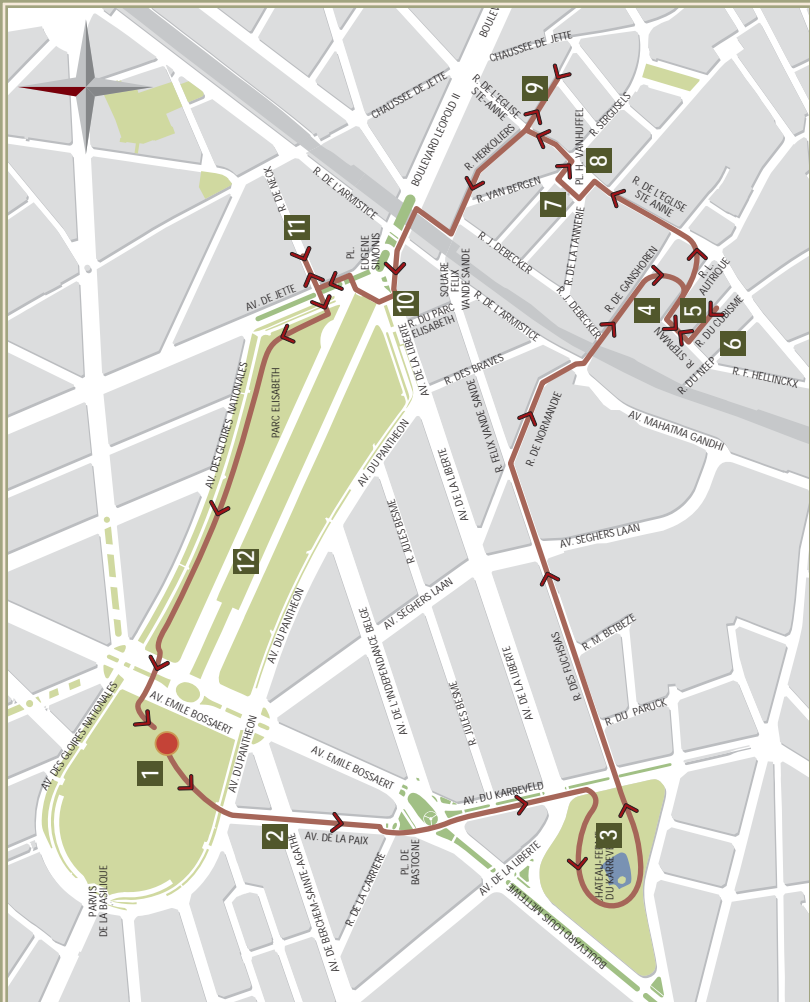 BOULEV
CHAUSSÉE DE JETTE
CHAUSSÉE DE JETTE
R. DE L'EGLISE
STE-ANNE
9
BOULEVARD LEOPOLD II
R. HERKOLIERS
R. SERGIJSELS
PL. H. VANHUFFEL
8
R. DE NECK
R. DE L'ARMISTICE
R. VAN BERGEN
7
R. DE L'EGLISE
STE ANNE
11
PL.
EUGENE
SIMONIS
R. J. DEBECKER
R. DE LA TANNERIE
SQUARE
FELIX
VANDE SANDE
R. DE GANSHOREN
R. L.
AUTRIQUE
AV. DE JETTE
10
R. DU PARC
ELISABETH
R. DE L'ARMISTICE
R. J. DEBECKER
4
5
R. DU CUBISME
6
R. STEPMAN
R. DU NEEP
R. F. HELLINCKX
AV. DE LA LIBERTE
R. DES BRAVES
AV. DES GLOIRES NATIONALES
PARC ELISABETH
AV. DU PANTHEON
R. FELIX VANDE SANDE
R. DE NORMANDIE
AV. MAHATMA GANDHI
AV. DE LA LIBERTE
R. JULES BESME
AV. SEGHERS LAAN
12
AV. SEGHERS LAAN
AV. DU PANTHEON
AV. DE L'INDEPENDANCE BELGE
R. JULES BESME
AV. DE LA LIBERTE
R. DES FUCHSIAS
R. M. BETBEZE
AV. DES GLOIRES NATIONALES
AV. EMILE BOSSAERT
R. DU PARUCK
1
AV. DU PANTHEON
AV. EMILE BOSSAERT
AV. DU KARREVELD
2
AV. DE LA PAIX
3
PL. DE
BASTOGNE
AV. DE LA LIBERTE
DU KARREV
PARVIS
DE LA BASILIQUE
AV. DE BERCHEM-SAINTE-AGATHE
R. DE LA CARRIERE
BOULEVARD LOUIS METTEWIE